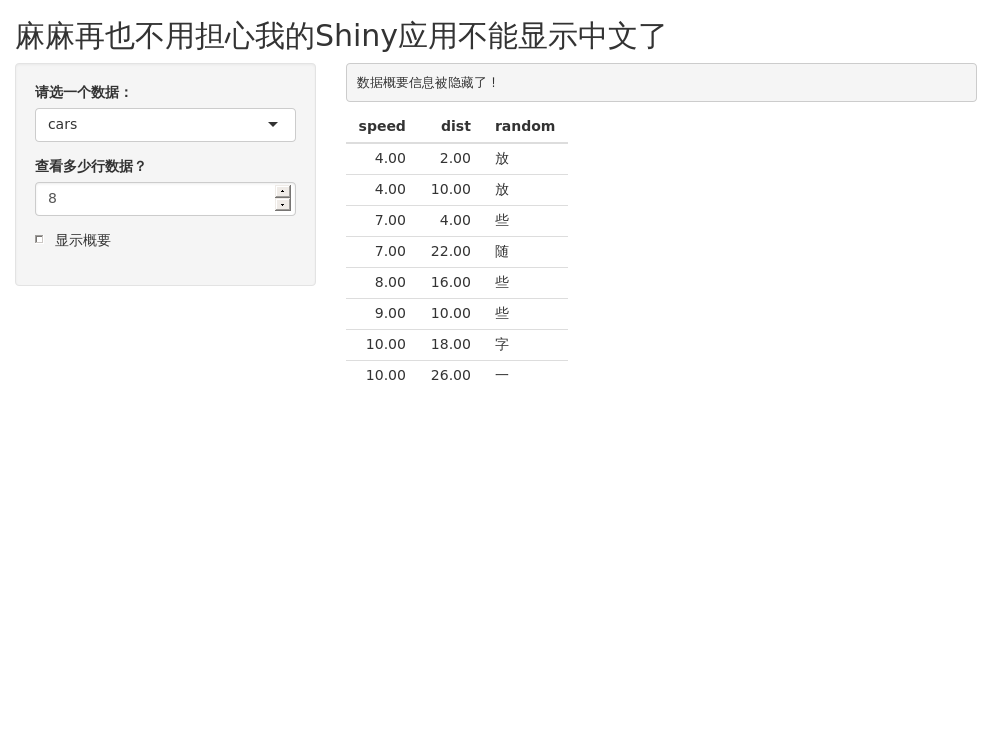 麻麻再也不用担心我的Shiny应用不能显示中文了
请选一个数据：
cars
查看多少行数据？
8
显示概要
数据概要信息被隐藏了！
speed dist random
4.00 2.00 放
4.00 10.00 放
7.00 4.00 些
7.00 22.00 随
8.00 16.00 些
9.00 10.00 些
10.00 18.00 字
10.00 26.00 一